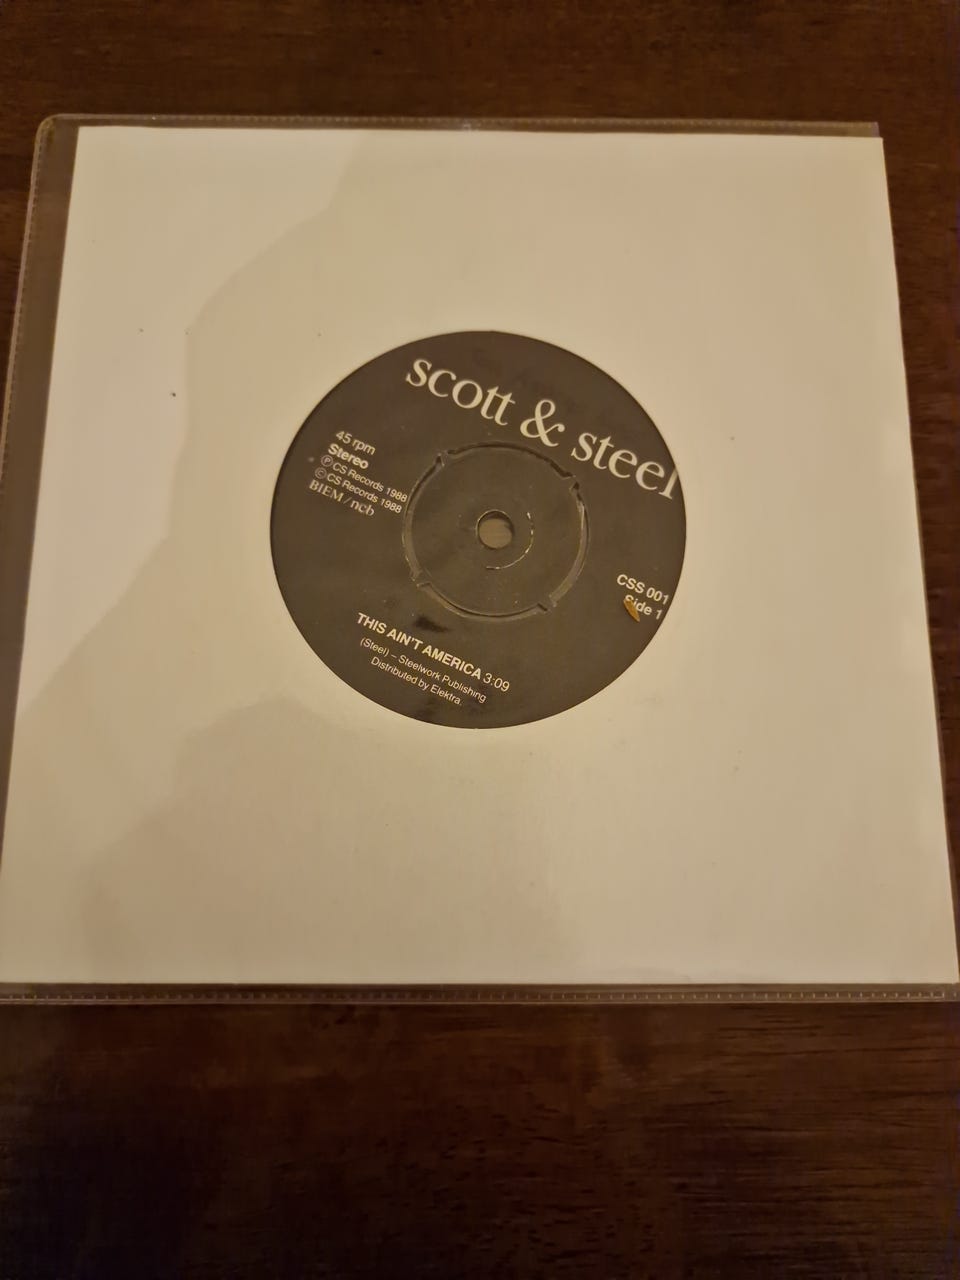 scott & steel
45 rpm
Stereo
Ⓟ CS Records 1988
© CS Records 1988
BIEM / ncb
CSS 001
Side 1
THIS AIN'T AMERICA 3:09
(Steel) – Steelwork Publishing
Distributed by Elektra.